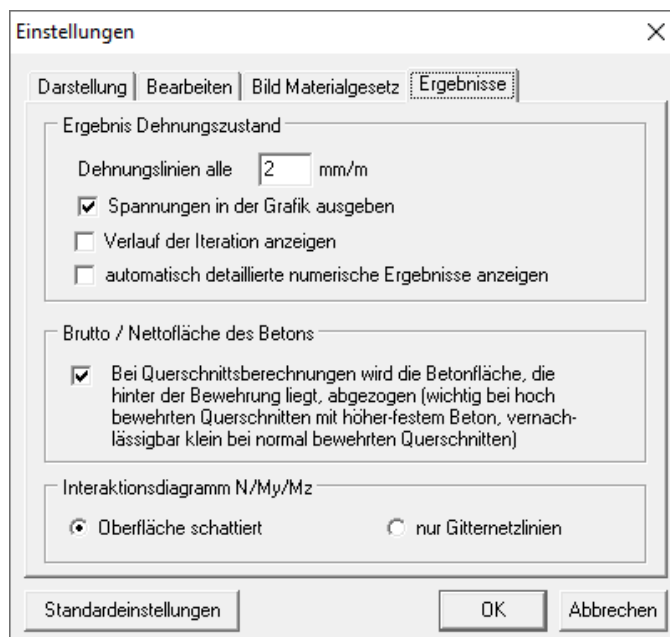 Einstellungen
Darstellung Bearbeiten Bild Materialgesetz Ergebnisse
Ergebnis Dehnungszustand
Dehnungslinien alle 2 mm/m
Spannungen in der Grafik ausgeben
Verlauf der Iteration anzeigen
automatisch detaillierte numerische Ergebnisse anzeigen
Brutto / Nettofläche des Betons
Bei Querschnittsberechnungen wird die Betonfläche, die
hinter der Bewehrung liegt, abgezogen (wichtig bei hoch
bewehrten Querschnitten mit höher-festem Beton, vernach-
lässigbar klein bei normal bewehrten Querschnitten)
Interaktionsdiagramm N/My/Mz
Oberfläche schattiert nur Gitternetzlinien
Standardeinstellungen OK Abbrechen